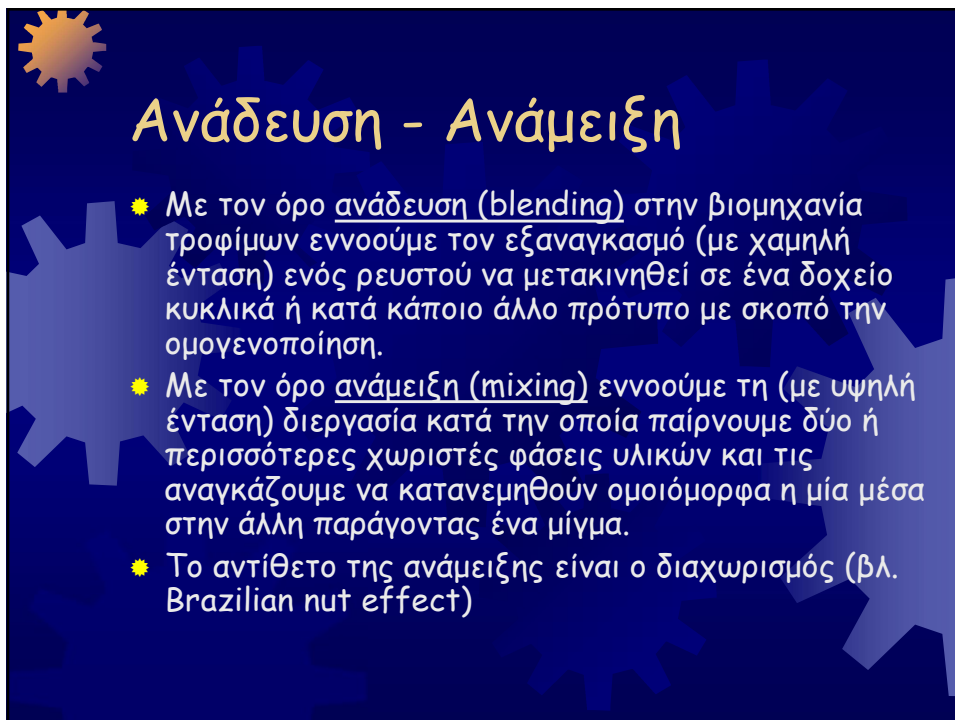 Ανάδευση - Ανάμειξη
Με τον όρο ανάδευση (blending) στην βιομηχανία
τροφίμων εννοούμε τον εξαναγκασμό (με χαμηλή
ένταση) ενός ρευστού να μετακινηθεί σε ένα δοχείο
κυκλικά ή κατά κάποιο άλλο πρότυπο με σκοπό την
ομογενοποίηση.
Με τον όρο ανάμειξη (mixing) εννοούμε τη (με υψηλή
ένταση) διεργασία κατά την οποία παίρνουμε δύο ή
περισσότερες χωριστές φάσεις υλικών και τις
αναγκάζουμε να κατανεμηθούν ομοιόμορφα η μία μέσα
στην άλλη παράγοντας ένα μίγμα.
Το αντίθετο της ανάμειξης είναι ο διαχωρισμός (βλ.
Brazilian nut effect)